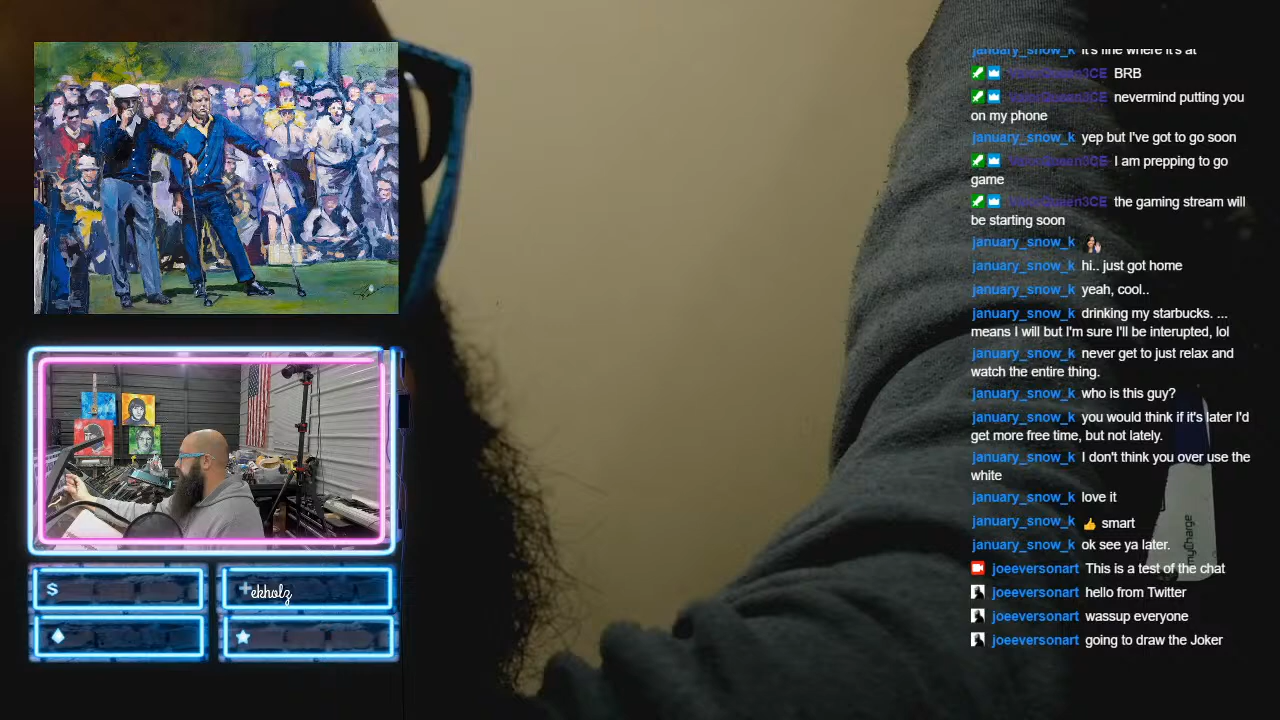 ekholz
january_snow_k it's fine where it's at
BRB
nevermind putting you
on my phone
january_snow_k yep but I've got to go soon
I am prepping to go
game
the gaming stream will
be starting soon
january_snow_k
january_snow_k hi.. just got home
january_snow_k yeah, cool..
january_snow_k drinking my starbucks. ...
means I will but I'm sure I'll be interupted, lol
january_snow_k never get to just relax and
watch the entire thing.
january_snow_k who is this guy?
january_snow_k you would think if it's later I'd
get more free time, but not lately.
january_snow_k I don't think you over use the
white
january_snow_k love it
january_snow_k 👍 smart
january_snow_k ok see ya later.
joeeversonart This is a test of the chat
joeeversonart hello from Twitter
joeeversonart wassup everyone
joeeversonart going to draw the Joker
myCharge